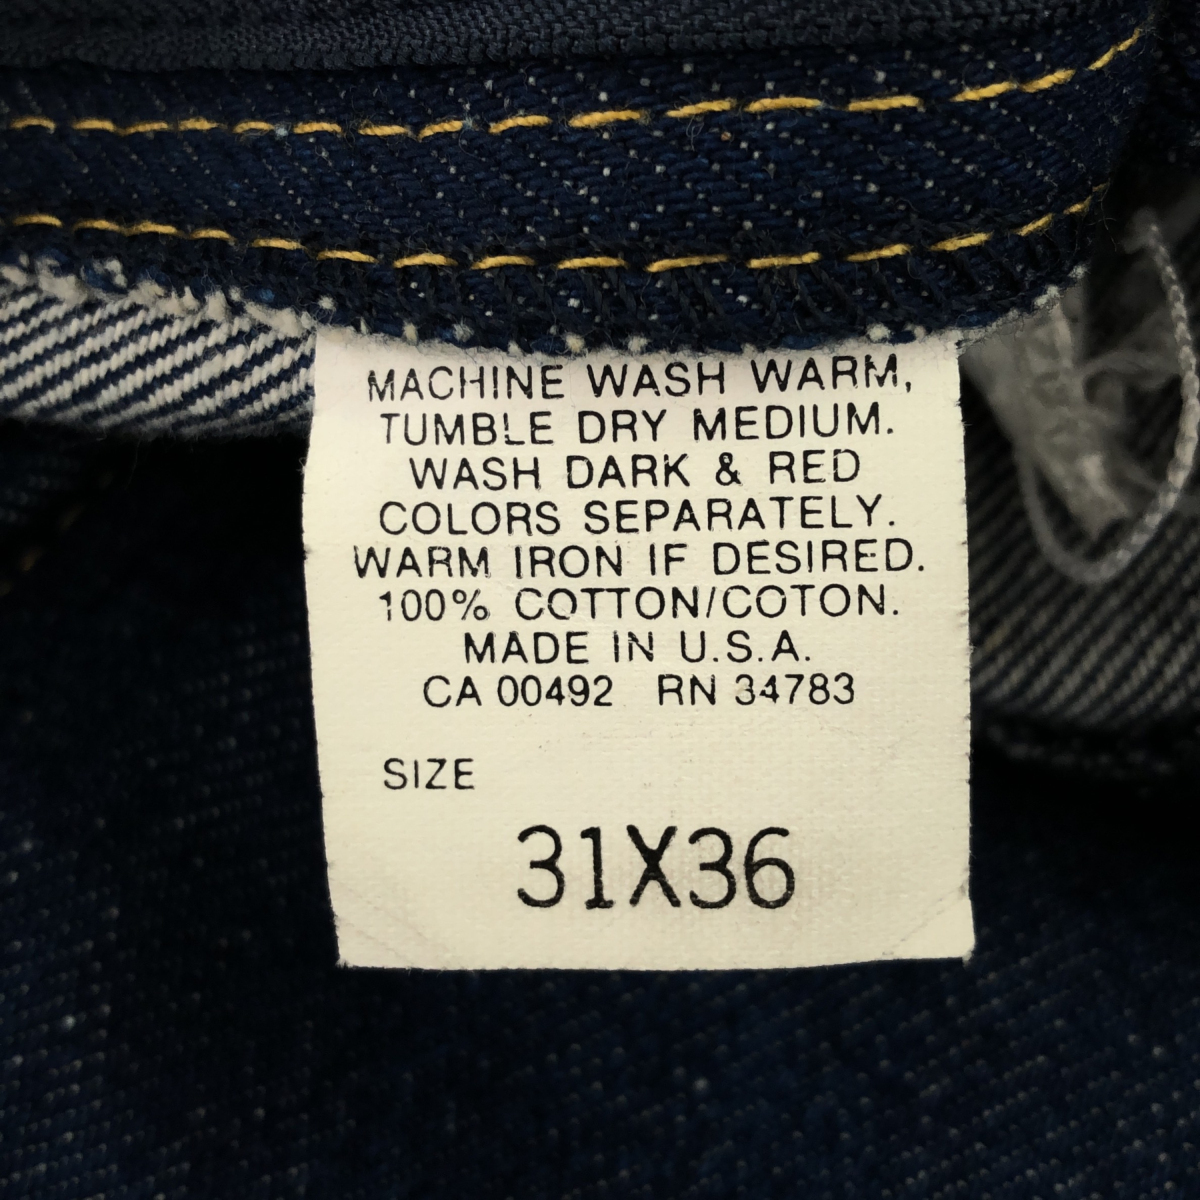 MACHINE WASH WARM,
TUMBLE DRY MEDIUM.
WASH DARK & RED
COLORS SEPARATELY.
WARM IRON IF DESIRED.
100% COTTON/COTON.
MADE IN U.S.A.
CA 00492 RN 34783
SIZE
31X36